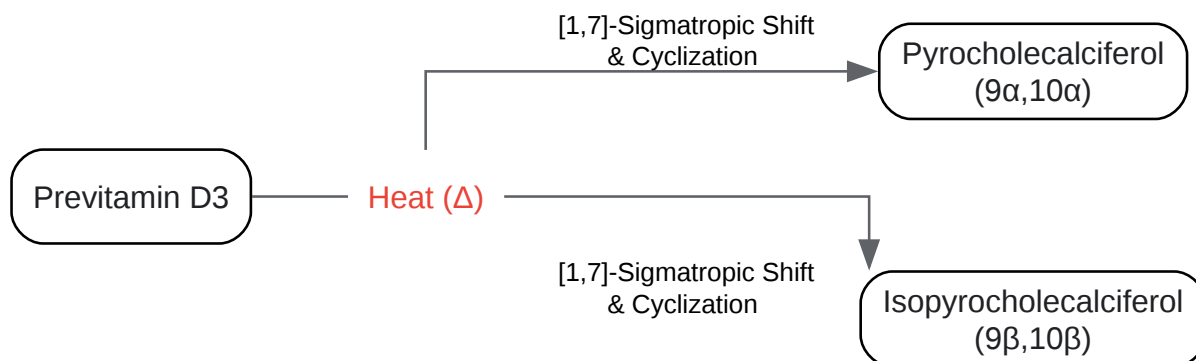 [1,7]-Sigmatropic Shift
& Cyclization
Pyrocholecalciferol
(9α,10α)
Previtamin D3
Heat (Δ)
[1,7]-Sigmatropic Shift
& Cyclization
Isopyrocholecalciferol
(9β,10β)